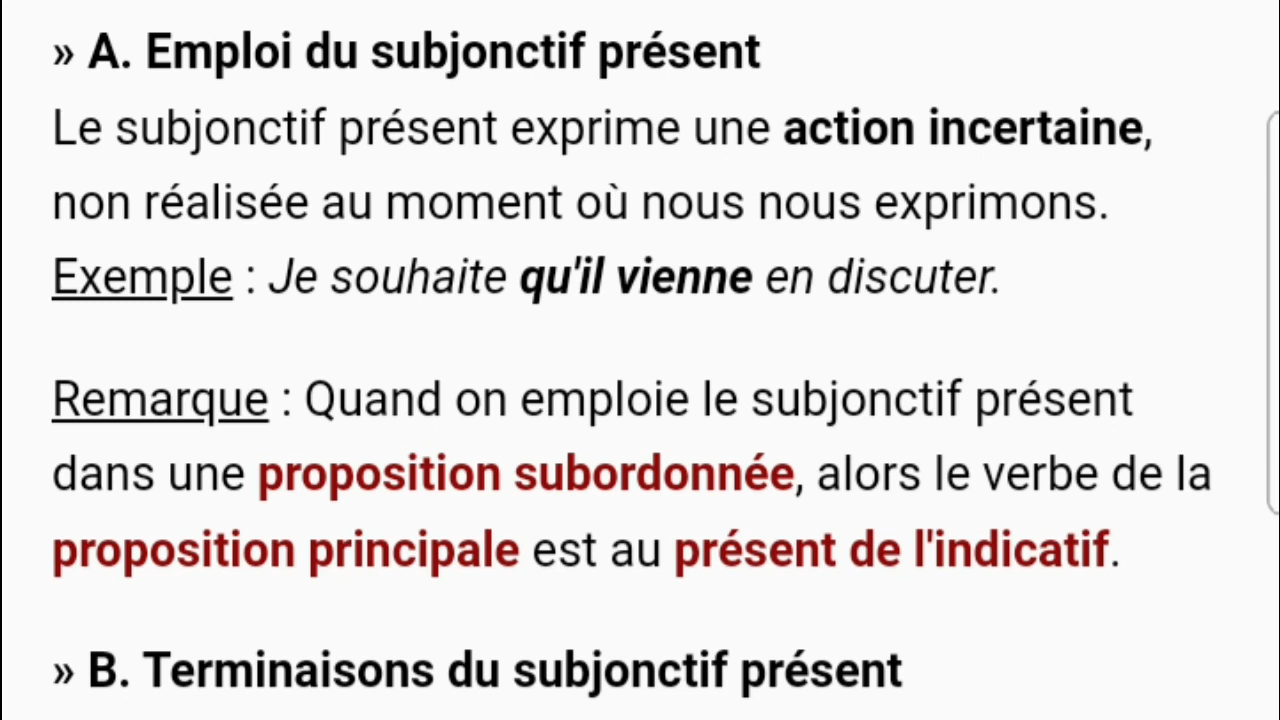 » A. Emploi du subjonctif présent
Le subjonctif présent exprime une action incertaine,
non réalisée au moment où nous nous exprimons.
Exemple : Je souhaite qu'il vienne en discuter.
Remarque : Quand on emploie le subjonctif présent
dans une proposition subordonnée, alors le verbe de la
proposition principale est au présent de l'indicatif.
» B. Terminaisons du subjonctif présent